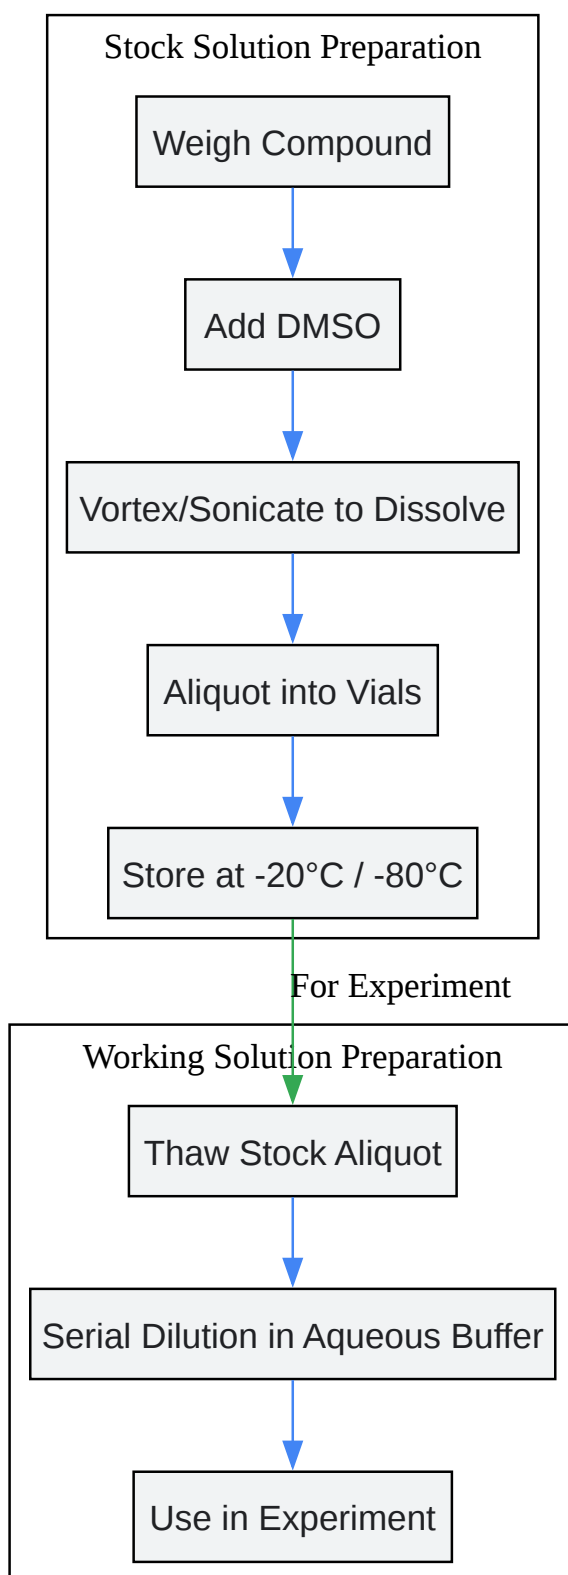 Stock Solution Preparation
Weigh Compound
Add DMSO
Vortex/Sonicate to Dissolve
Aliquot into Vials
Store at -20°C / -80°C
For Experiment
Working Solution Preparation
Thaw Stock Aliquot
Serial Dilution in Aqueous Buffer
Use in Experiment